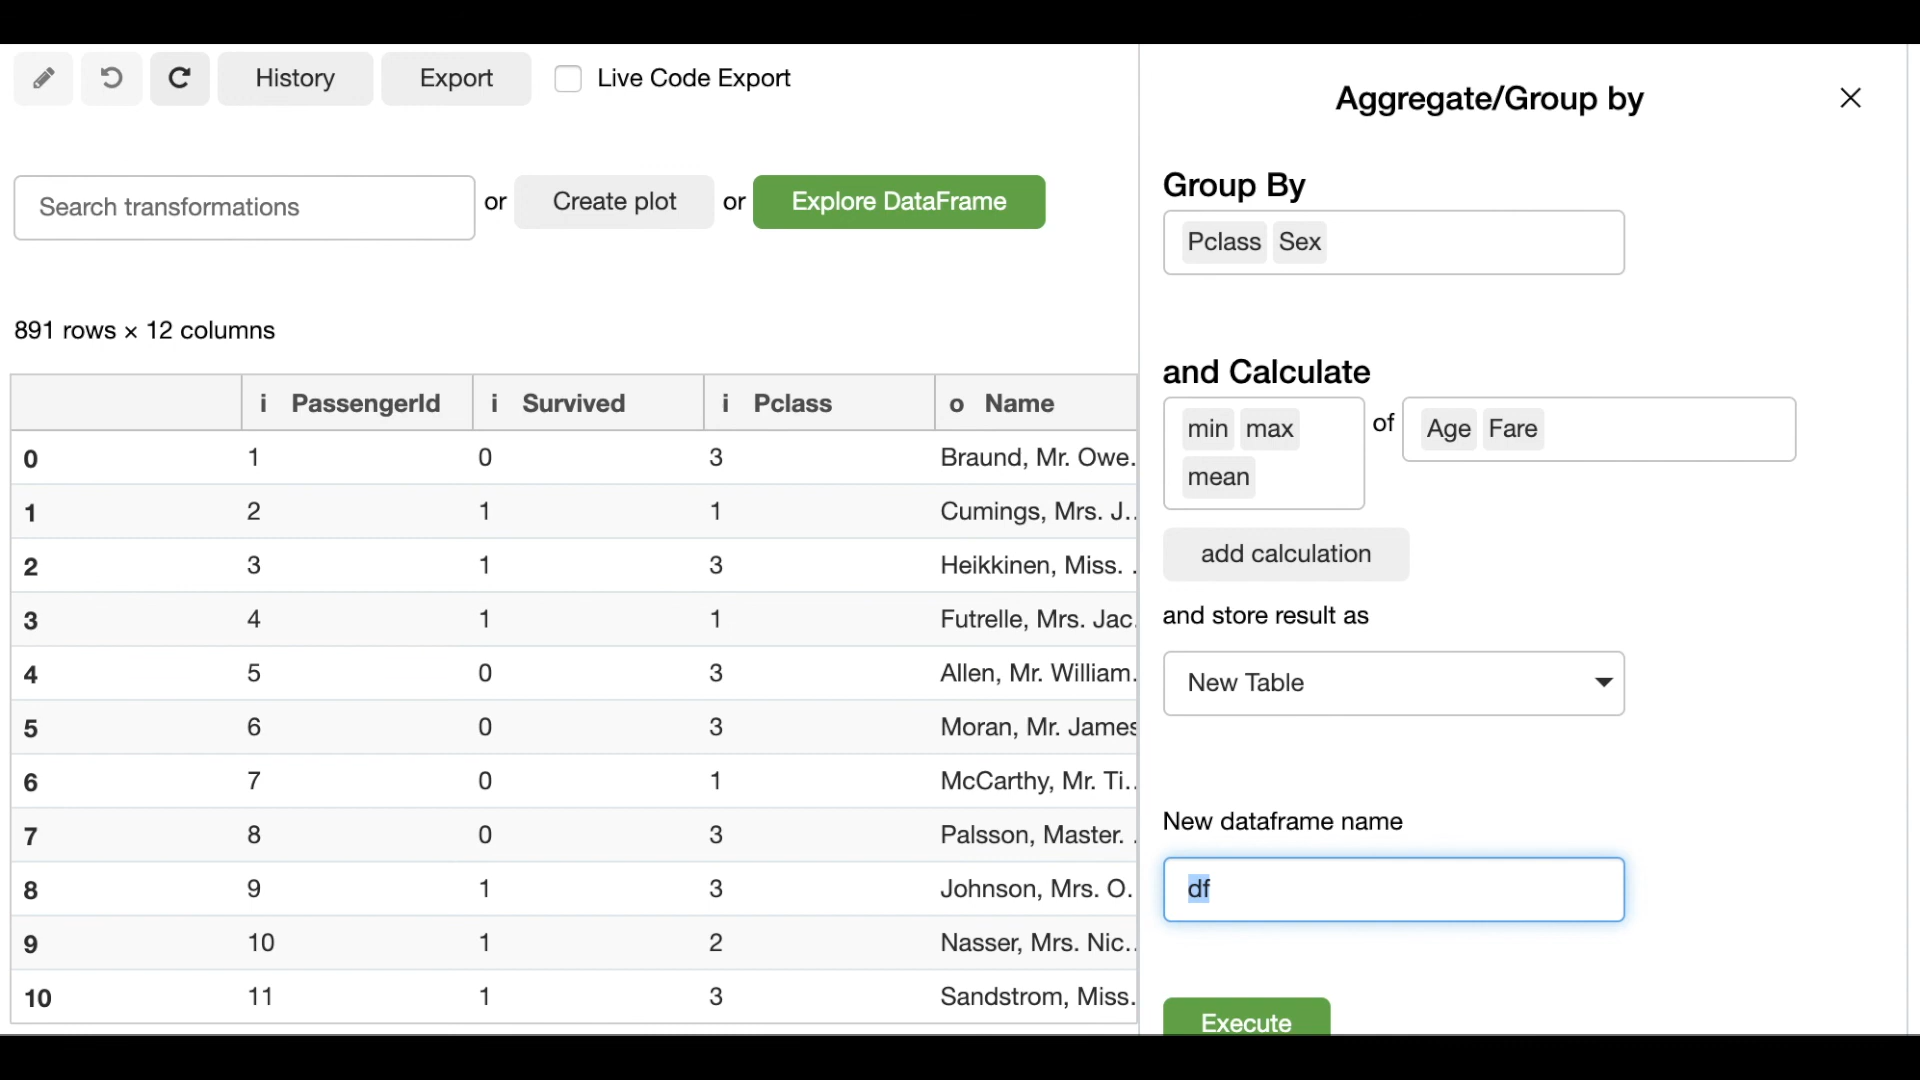 History Export Live Code Export
Search transformations or Create plot or Explore DataFrame
891 rows × 12 columns
i PassengerId i Survived i Pclass o Name
0 1 0 3 Braund, Mr. Owe.
1 2 1 1 Cumings, Mrs. J..
2 3 1 3 Heikkinen, Miss. .
3 4 1 1 Futrelle, Mrs. Jac.
4 5 0 3 Allen, Mr. William.
5 6 0 3 Moran, Mr. James
6 7 0 1 McCarthy, Mr. Ti..
7 8 0 3 Palsson, Master. .
8 9 1 3 Johnson, Mrs. O.
9 10 1 2 Nasser, Mrs. Nic..
10 11 1 3 Sandstrom, Miss.
Aggregate/Group by
Group By
Pclass Sex
and Calculate
min max of Age Fare
mean
add calculation
and store result as
New Table
New dataframe name
df
Execute